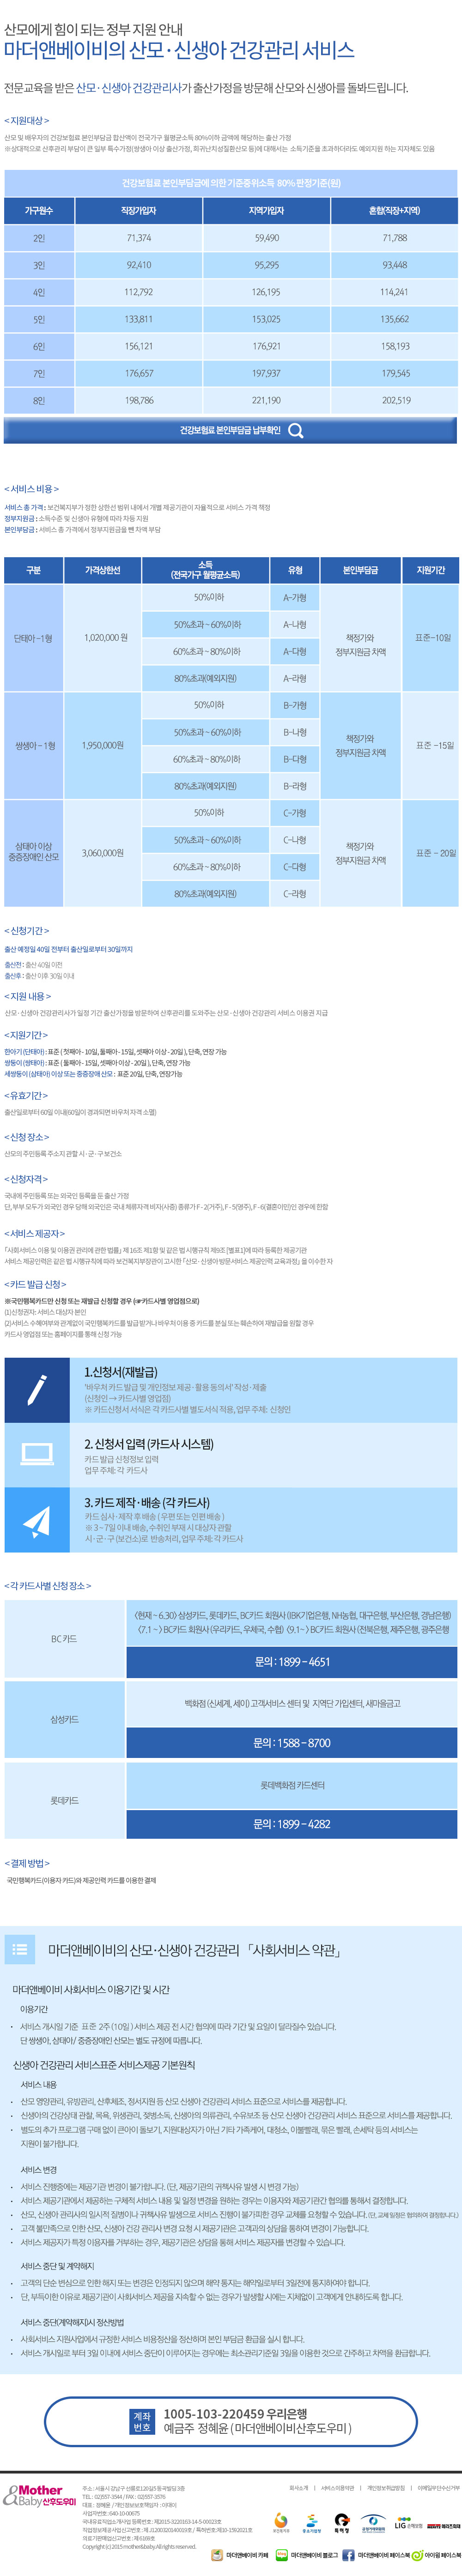 산모에게 힘이 되는 정부 지원 안내
마더앤베이비의 산모·신생아 건강관리 서비스
전문교육을 받은 산모·신생아 건강관리사가 출산가정을 방문해 산모와 신생아를 돌봐드립니다.
< 지원대상 >
산모 및 배우자의 건강보험료 본인부담금 합산액이 전국가구 월평균소득 80%이하 금액에 해당하는 출산 가정
※상대적으로 산후관리 부담이 큰 일부 특수가정(쌍생아 이상 출산가정, 희귀난치성질환산모 등)에 대해서는 소득기준을 초과하더라도 예외지원 하는 지자체도 있음
건강보험료 본인부담금에 의한 기준중위소득 80% 판정기준(원)
가구원수 직장가입자 지역가입자 혼합(직장+지역)
2인 71,374 59,490 71,788
3인 92,410 95,295 93,448
4인 112,792 126,195 114,241
5인 133,811 153,025 135,662
6인 156,121 176,921 158,193
7인 176,657 197,937 179,545
8인 198,786 221,190 202,519
건강보험료 본인부담금 납부확인
< 서비스 비용 >
서비스 총 가격 : 보건복지부가 정한 상한선 범위 내에서 개별 제공기관이 자율적으로 서비스 가격 책정
정부지원금 : 소득수준 및 신생아 유형에 따라 차등 지원
본인부담금 : 서비스 총 가격에서 정부지원금을 뺀 차액 부담
구분 가격상한선 소득 (전국가구 월평균소득) 유형 본인부담금 지원기간
단태아-1형 1,020,000 원 책정가와 정부지원금 차액 표준-10일
50%이하 A-가형
50%초과 ~ 60%이하 A-나형
60%초과 ~ 80%이하 A-다형
80%초과(예외지원) A-라형
쌍생아 - 1형 1,950,000원 책정가와 정부지원금 차액 표준 -15일
50%이하 B-가형
50%초과 ~ 60%이하 B-나형
60%초과 ~ 80%이하 B-다형
80%초과(예외지원) B-라형
삼태아 이상 중증장애인 산모 3,060,000원 책정가와 정부지원금 차액 표준 - 20일
50%이하 C-가형
50%초과 ~ 60%이하 C-나형
60%초과 ~ 80%이하 C-다형
80%초과(예외지원) C-라형
< 신청기간 >
출산 예정일 40일 전부터 출산일로부터 30일까지
출산전 : 출산 40일 이전
출산후 : 출산 이후 30일 이내
< 지원 내용 >
산모·신생아 건강관리사가 일정 기간 출산가정을 방문하여 산후관리를 도와주는 산모·신생아 건강관리 서비스 이용권 지급
< 지원기간 >
한아기 (단태아) : 표준 ( 첫째아 - 10일, 둘째아 - 15일, 셋째아 이상 - 20일 ), 단축, 연장 가능
쌍둥이 (쌍태아) : 표준 ( 둘째아 - 15일, 셋째아 이상 - 20일 ), 단축, 연장 가능
세쌍둥이 (삼태아) 이상 또는 중증장애 산모 : 표준 20일, 단축, 연장가능
< 유효기간 >
출산일로부터 60일 이내(60일이 경과되면 바우처 자격 소멸)
< 신청 장소 >
산모의 주민등록 주소지 관할 시·군·구 보건소
< 신청자격 >
국내에 주민등록 또는 외국인 등록을 둔 출산 가정
단, 부부 모두가 외국인 경우 당해 외국인은 국내 체류자격 비자(사증) 종류가 F-2(거주), F-5(영주), F-6(결혼이민)인 경우에 한함
< 서비스 제공자 >
「사회서비스 이용 및 이용권 관리에 관한 법률」제 16조 제1항 및 같은 법 시행규칙 제9조 [별표1]에 따라 등록한 제공기관
서비스 제공인력은 같은 법 시행규칙에 따라 보건복지부장관이 고시한 「산모·신생아 방문서비스 제공인력 교육과정」을 이수한 자
< 카드 발급 신청 >
※국민행복카드만 신청 또는 재발급 신청할 경우 (☞카드사별 영업점으로)
(1)신청권자: 서비스 대상자 본인
(2)서비스 수혜여부와 관계없이 국민행복카드를 발급 받거나 바우처 이용 중 카드를 분실 또는 훼손하여 재발급을 원할 경우
카드사 영업점 또는 홈페이지를 통해 신청 가능
1.신청서(재발급)
'바우처 카드 발급 및 개인정보 제공·활용 동의서' 작성·제출
(신청인 → 카드사별 영업점)
※ 카드신청서 서식은 각 카드사별 별도서식 적용, 업무 주체: 신청인
2. 신청서 입력 (카드사 시스템)
카드 발급 신청정보 입력
업무 주체: 각 카드사
3. 카드 제작·배송 (각 카드사)
카드 심사·제작 후 배송 ( 우편 또는 인편 배송 )
※ 3~7일 이내 배송, 수취인 부재 시 대상자 관할
시·군·구 (보건소)로 반송처리, 업무 주체: 각 카드사
< 각 카드사별 신청 장소 >
BC 카드
〈현재 ~ 6.30〉 삼성카드, 롯데카드, BC카드 회원사 (IBK기업은행, NH농협, 대구은행, 부산은행, 경남은행)
〈7.1 ~ 〉 BC카드 회원사 (우리카드, 우체국, 수협) 〈9.1~ 〉 BC카드 회원사 (전북은행, 제주은행, 광주은행
문의 : 1899 - 4651
삼성카드
백화점 (신세계, 세이) 고객서비스 센터 및 지역단 가입센터, 새마을금고
문의 : 1588 - 8700
롯데카드
롯데백화점 카드센터
문의 : 1899 - 4282
< 결제 방법 >
국민행복카드(이용자 카드)와 제공인력 카드를 이용한 결제
마더앤베이비의 산모·신생아 건강관리 「사회서비스 약관」
마더앤베이비 사회서비스 이용기간 및 시간
이용기간
· 서비스 개시일 기준 표준 2주 (10일 ) 서비스 제공 전 시간 협의에 따라 기간 및 요일이 달라질수 있습니다.
단 쌍생아, 삼태아/ 중증장애인 산모는 별도 규정에 따릅니다.
신생아 건강관리 서비스표준 서비스제공 기본원칙
서비스 내용
· 산모 영양관리, 유방관리, 산후체조, 정서지원 등 산모 신생아 건강관리 서비스 표준으로 서비스를 제공합니다.
· 신생아의 건강상태 관찰, 목욕, 위생관리, 젖병소독, 신생아의 의류관리, 수유보조 등 산모 신생아 건강관리 서비스 표준으로 서비스를 제공합니다.
· 별도의 추가 프로그램 구매 없이 큰아이 돌보기, 지원대상자가 아닌 기타 가족케어, 대청소, 이불빨래, 묵은 빨래, 손세탁 등의 서비스는
지원이 불가합니다.
서비스 변경
· 서비스 진행중에는 제공기관 변경이 불가합니다. (단, 제공기관의 귀책사유 발생 시 변경 가능)
· 서비스 제공기관에서 제공하는 구체적 서비스 내용 및 일정 변경을 원하는 경우는 이용자와 제공기관간 협의를 통해서 결정합니다.
· 산모, 신생아 관리사의 일시적 질병이나 귀책사유 발생으로 서비스 진행이 불가피한 경우 교체를 요청할 수 있습니다. (단, 교체 일정은 협의하여 결정합니다.)
· 고객 불만족으로 인한 산모, 신생아 건강 관리사 변경 요청 시 제공기관은 고객과의 상담을 통하여 변경이 가능합니다.
· 서비스 제공자가 특정 이용자를 거부하는 경우, 제공기관은 상담을 통해 서비스 제공자를 변경할 수 있습니다.
서비스 중단 및 계약해지
· 고객의 단순 변심으로 인한 해지 또는 변경은 인정되지 않으며 해약 통지는 해약일로부터 3일전에 통지하여야 합니다.
· 단, 부득이한 이유로 제공기관이 사회서비스 제공을 지속할 수 없는 경우가 발생할 시에는 지체없이 고객에게 안내하도록 합니다.
서비스 중단(계약해지)시 정산방법
· 사회서비스 지원사업에서 규정한 서비스 비용정산을 정산하며 본인 부담금 환급을 실시 합니다.
· 서비스 개시일로 부터 3일 이내에 서비스 중단이 이루어지는 경우에는 최소관리기준일 3일을 이용한 것으로 간주하고 차액을 환급합니다.
계좌번호
1005-103-220459 우리은행
예금주 정혜윤 ( 마더앤베이비산후도우미 )
&Mother
&Baby산후도우미
회사소개 | 서비스이용약관 | 개인정보취급방침 | 이메일무단수신거부
TEL : 02)557-3544 / FAX : 02)557-3576
사업자번호 : 640-10-00675
Copyright (c) 2015 mother&baby. All rights reserved.
특허청
공정거래위원회
LIG 손해보험
마더앤베이비 카페
마더앤베이비 블로그
마더앤베이비 페이스북
아이윙 페이스북